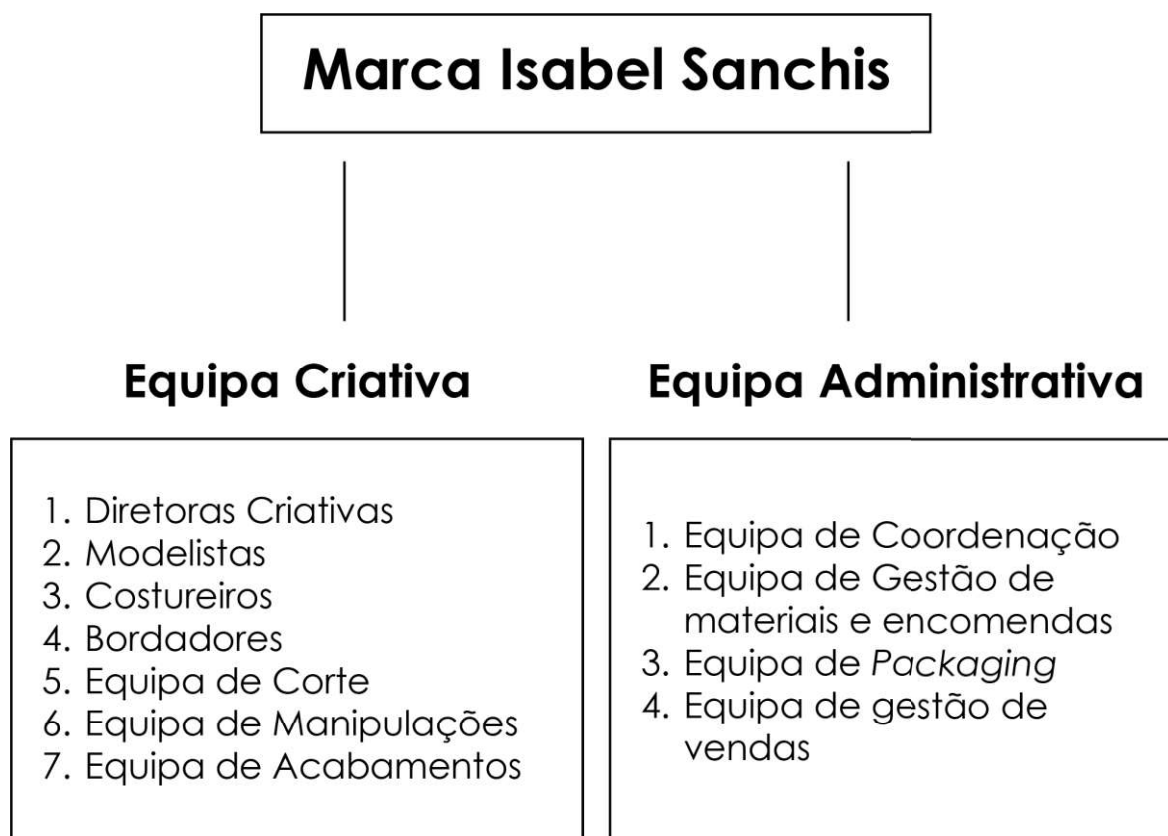 Marca Isabel Sanchis
Equipa Criativa
1. Diretoras Criativas
2. Modelistas
3. Costureiros
4. Bordadores
5. Equipa de Corte
6. Equipa de Manipulações
7. Equipa de Acabamentos
Equipa Administrativa
1. Equipa de Coordenação
2. Equipa de Gestão de
materiais e encomendas
3. Equipa de Packaging
4. Equipa de gestão de
vendas